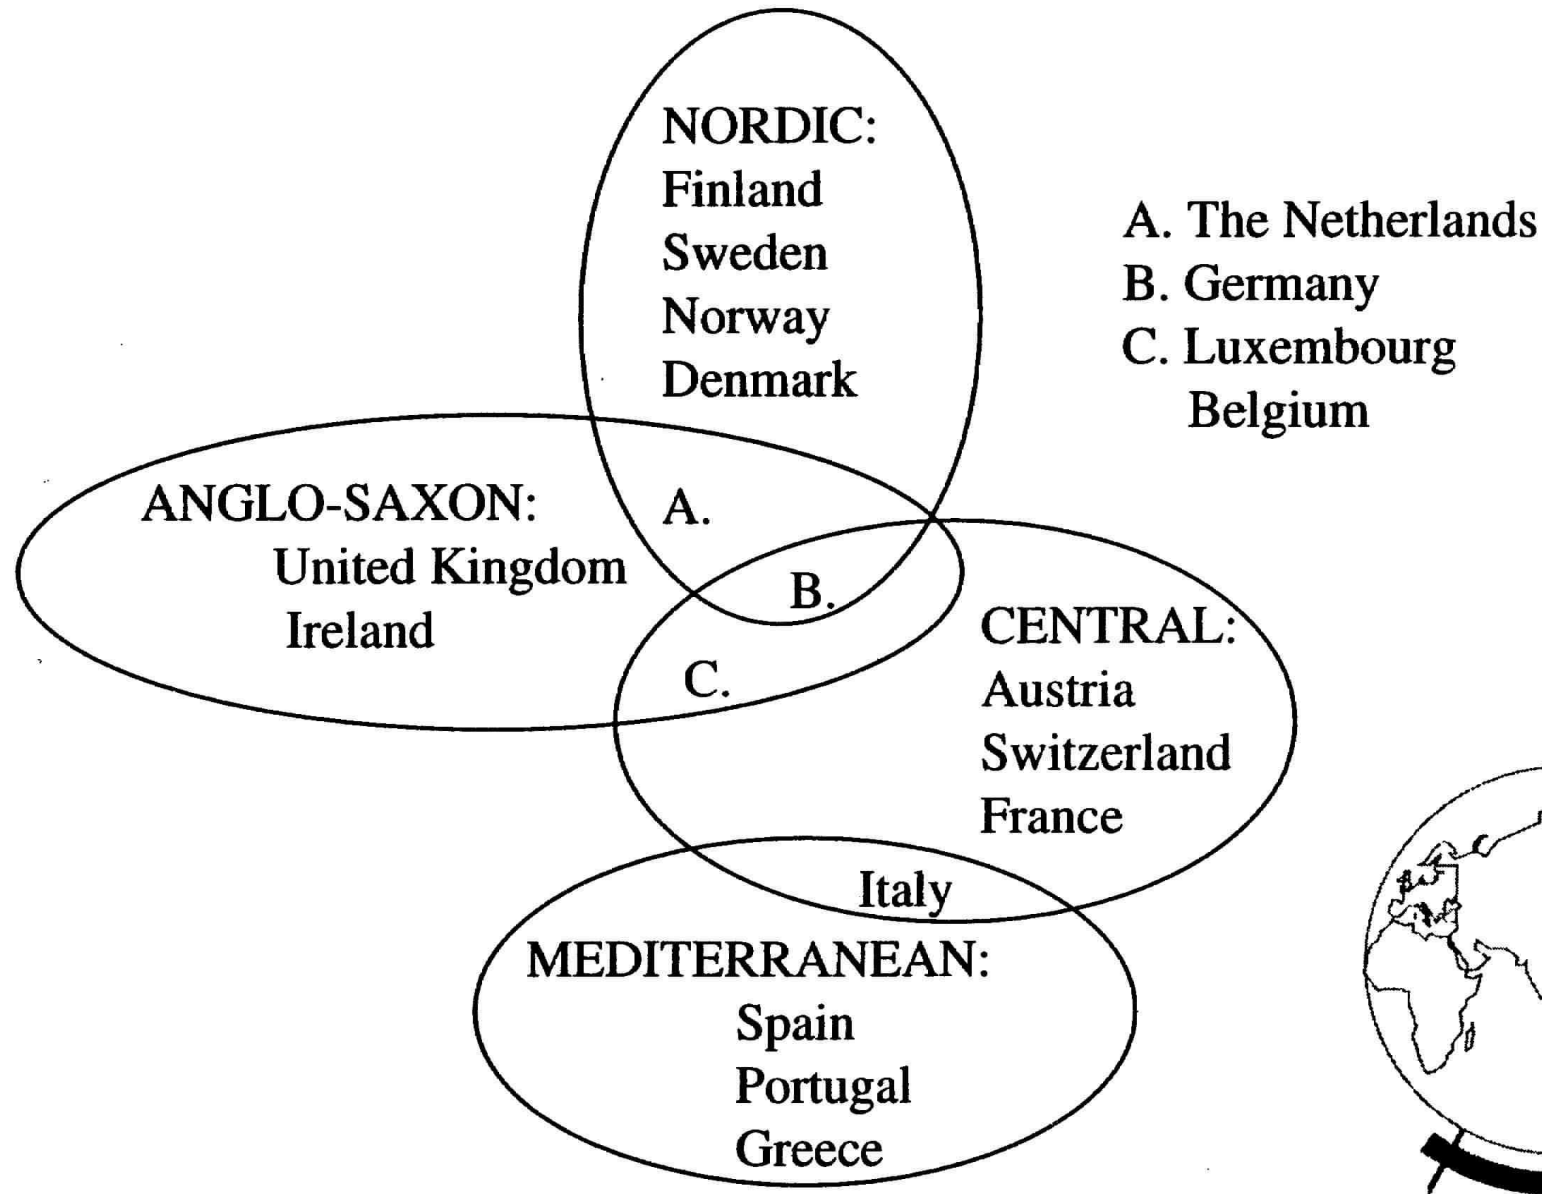 NORDIC:
Finland
Sweden
Norway
Denmark
A. The Netherlands
B. Germany
C. Luxembourg
Belgium
ANGLO-SAXON:
United Kingdom
Ireland
A.
B.
C.
CENTRAL:
Austria
Switzerland
France
Italy
MEDITERRANEAN:
Spain
Portugal
Greece